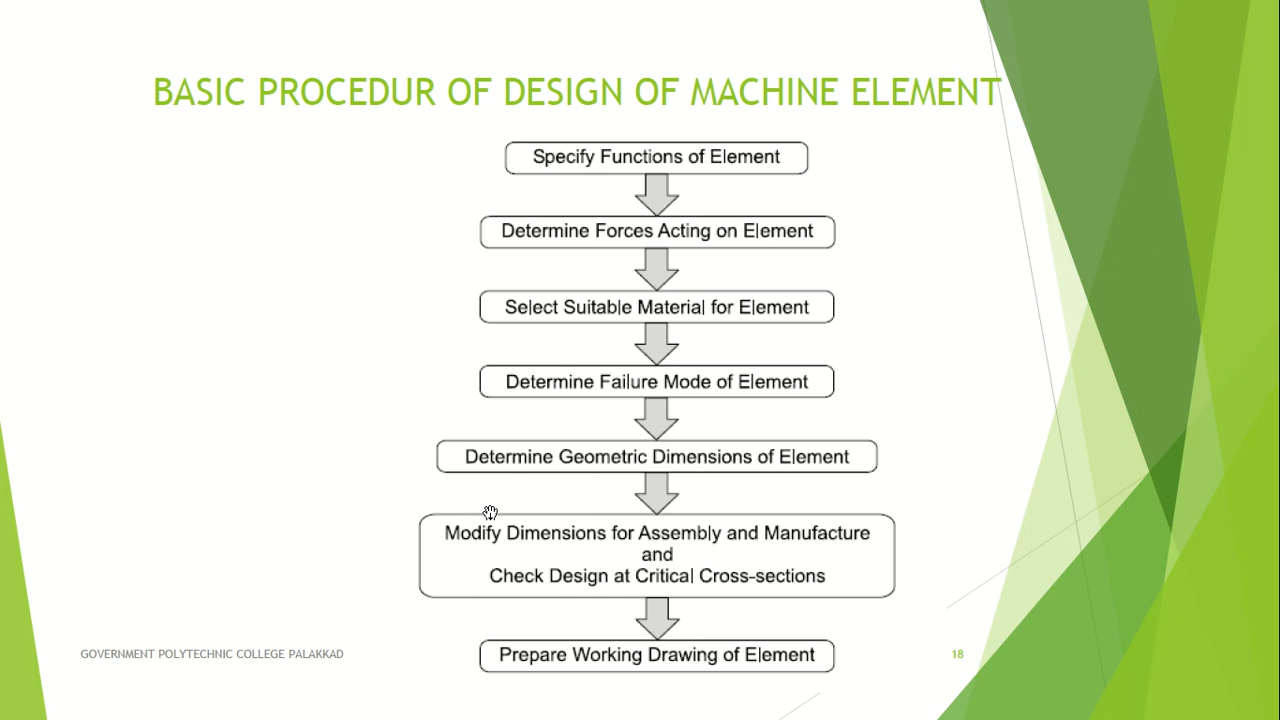 BASIC PROCEDUR OF DESIGN OF MACHINE ELEMENT
Specify Functions of Element
Determine Forces Acting on Element
Select Suitable Material for Element
Determine Failure Mode of Element
Determine Geometric Dimensions of Element
Modify Dimensions for Assembly and Manufacture
and
Check Design at Critical Cross-sections
Prepare Working Drawing of Element
GOVERNMENT POLYTECHNIC COLLEGE PALAKKAD
18